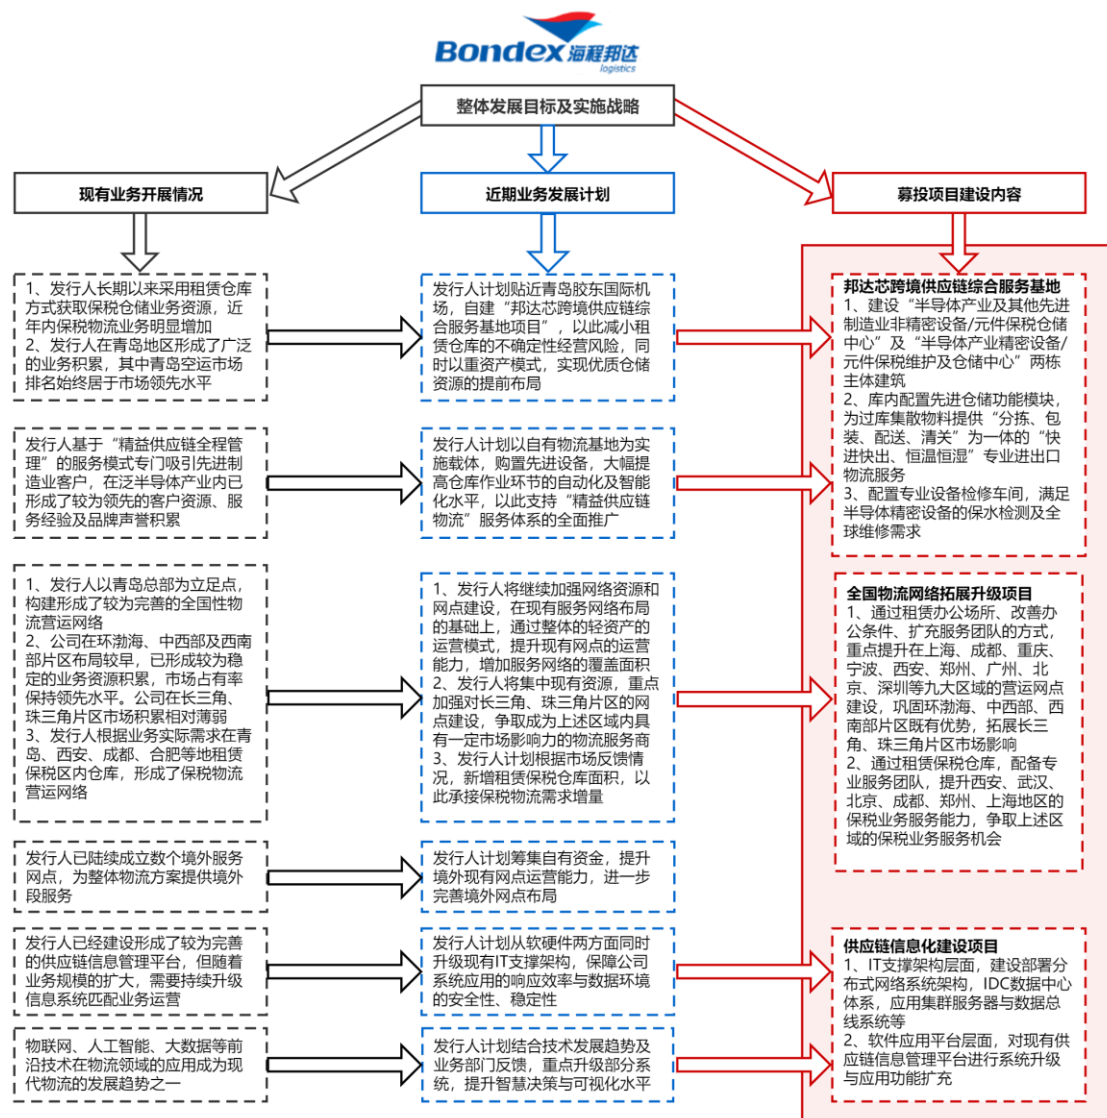 Bondex 海程邦达
logistics
整体发展目标及实施战略
现有业务开展情况
近期业务发展计划
募投项目建设内容
1、发行人长期以来采用租赁仓库
方式获取保税仓储业务资源，近
年内保税物流业务明显增加
2、发行人在青岛地区形成了广泛
的业务积累，其中青岛空运市场
排名始终居于市场领先水平
发行人计划贴近青岛胶东国际机
场，自建“邦达芯跨境供应链综
合服务基地项目”，以此减小租
赁仓库的不确定性经营风险，同
时以重资产模式，实现优质仓储
资源的提前布局
邦达芯跨境供应链综合服务基地
1、建设“半导体产业及其他先进
制造业非精密设备/元件保税仓储
中心”及“半导体产业精密设备/
元件保税维护及仓储中心”两栋
主体建筑
2、库内配置先进仓储功能模块，
为过库集散物料提供“分拣、包
装、配送、清关”为一体的“快
进快出、恒温恒湿”专业进出口
物流服务
3、配置专业设备检修车间，满足
半导体精密设备的保水检测及全
球维修需求
发行人基于“精益供应链全程管
理”的服务模式专门吸引先进制
造业客户，在泛半导体产业内已
形成了较为领先的客户资源、服
务经验及品牌声誉积累
发行人计划以自有物流基地为实
施载体，购置先进设备，大幅提
高仓库作业环节的自动化及智能
化水平，以此支持“精益供应链
物流”服务体系的全面推广
1、发行人以青岛总部为立足点，
构建形成了较为完善的全国性物
流营运网络
2、公司在环渤海、中西部及西南
部片区布局较早，已形成较为稳
定的业务资源积累，市场占有率
保持领先水平。公司在长三角、
珠三角片区市场积累相对薄弱
3、发行人根据业务实际需求在青
岛、西安、成都、合肥等地租赁
保税区内仓库，形成了保税物流
营运网络
1、发行人将继续加强网络资源和
网点建设，在现有服务网络布局
的基础上，通过整体的轻资产的
运营模式，提升现有网点的运营
能力，增加服务网络的覆盖面积
2、发行人将集中现有资源，重点
加强对长三角、珠三角片区的网
点建设，争取成为上述区域内具
有一定市场影响力的物流服务商
3、发行人计划根据市场反馈情
况，新增租赁保税仓库面积，以
此承接保税物流需求增量
全国物流网络拓展升级项目
1、通过租赁办公场所、改善办
公条件、扩充服务团队的方式，
重点提升在上海、成都、重庆、
宁波、西安、郑州、广州、北
京、深圳等九大区域的营运网点
建设，巩固环渤海、中西部、西
南部片区既有优势，拓展长三
角、珠三角片区市场影响
2、通过租赁保税仓库，配备专
业服务团队，提升西安、武汉、
北京、成都、郑州、上海地区的
保税业务服务能力，争取上述区
域的保税业务服务机会
发行人已陆续成立数个境外服务
网点，为整体物流方案提供境外
段服务
发行人计划筹集自有资金，提升
境外现有网点运营能力，进一步
完善境外网点布局
发行人已经建设形成了较为完善
的供应链信息管理平台，但随着
业务规模的扩大，需要持续升级
信息系统匹配业务运营
发行人计划从软硬件两方面同时
升级现有IT支撑架构，保障公司
系统应用的响应效率与数据环境
的安全性、稳定性
供应链信息化建设项目
1、IT支撑架构层面，建设部署分
布式网络系统架构，IDC数据中心
体系，应用集群服务器与数据总
线系统等
2、软件应用平台层面，对现有供
应链信息管理平台进行系统升级
与应用功能扩充
物联网、人工智能、大数据等前
沿技术在物流领域的应用成为现
代物流的发展趋势之一
发行人计划结合技术发展趋势及
业务部门反馈，重点升级部分系
统，提升智慧决策与可视化水平